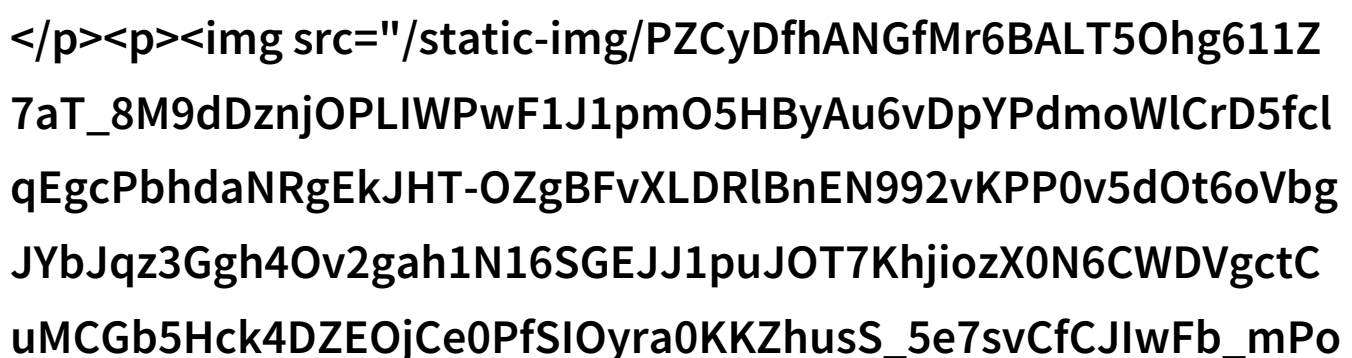 </p><p><img src="/static-img/PZCyDfhANGfMr6BALT5Ohg611Z
7aT_8M9dDznjOPLIWPwF1J1pmO5HByAu6vDpYPdmoWlCrD5fcl
qEgcPbhdaNRgEkJHT-OZgBFvXLDRlBnEN992vKPP0v5dOt6oVbg
JYbJqz3Ggh4Ov2gah1N16SGEJJ1puJOT7KhjiozX0N6CWDVgctC
uMCGb5Hck4DZEOjCe0PfSIOyra0KKZhusS_5e7svCfCJIwFb_mPo